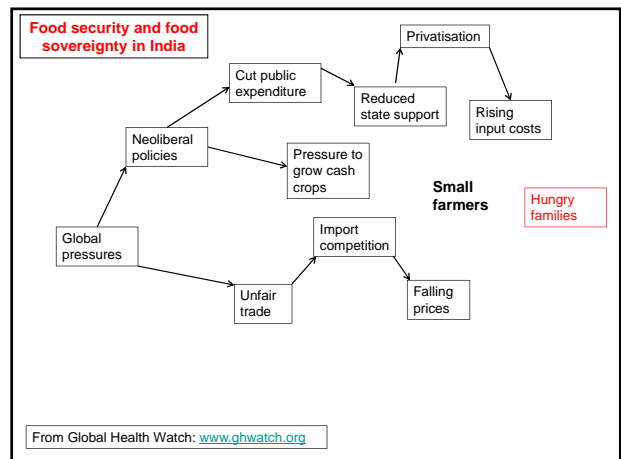 Food security and food
sovereignty in India
Privatisation
Cut public
expenditure
Reduced
state support
Rising
input costs
Neoliberal
policies
Pressure to
grow cash
crops
Small
farmers
Hungry
families
Global
pressures
Import
competition
Unfair
trade
Falling
prices
From Global Health Watch: www.ghwatch.org